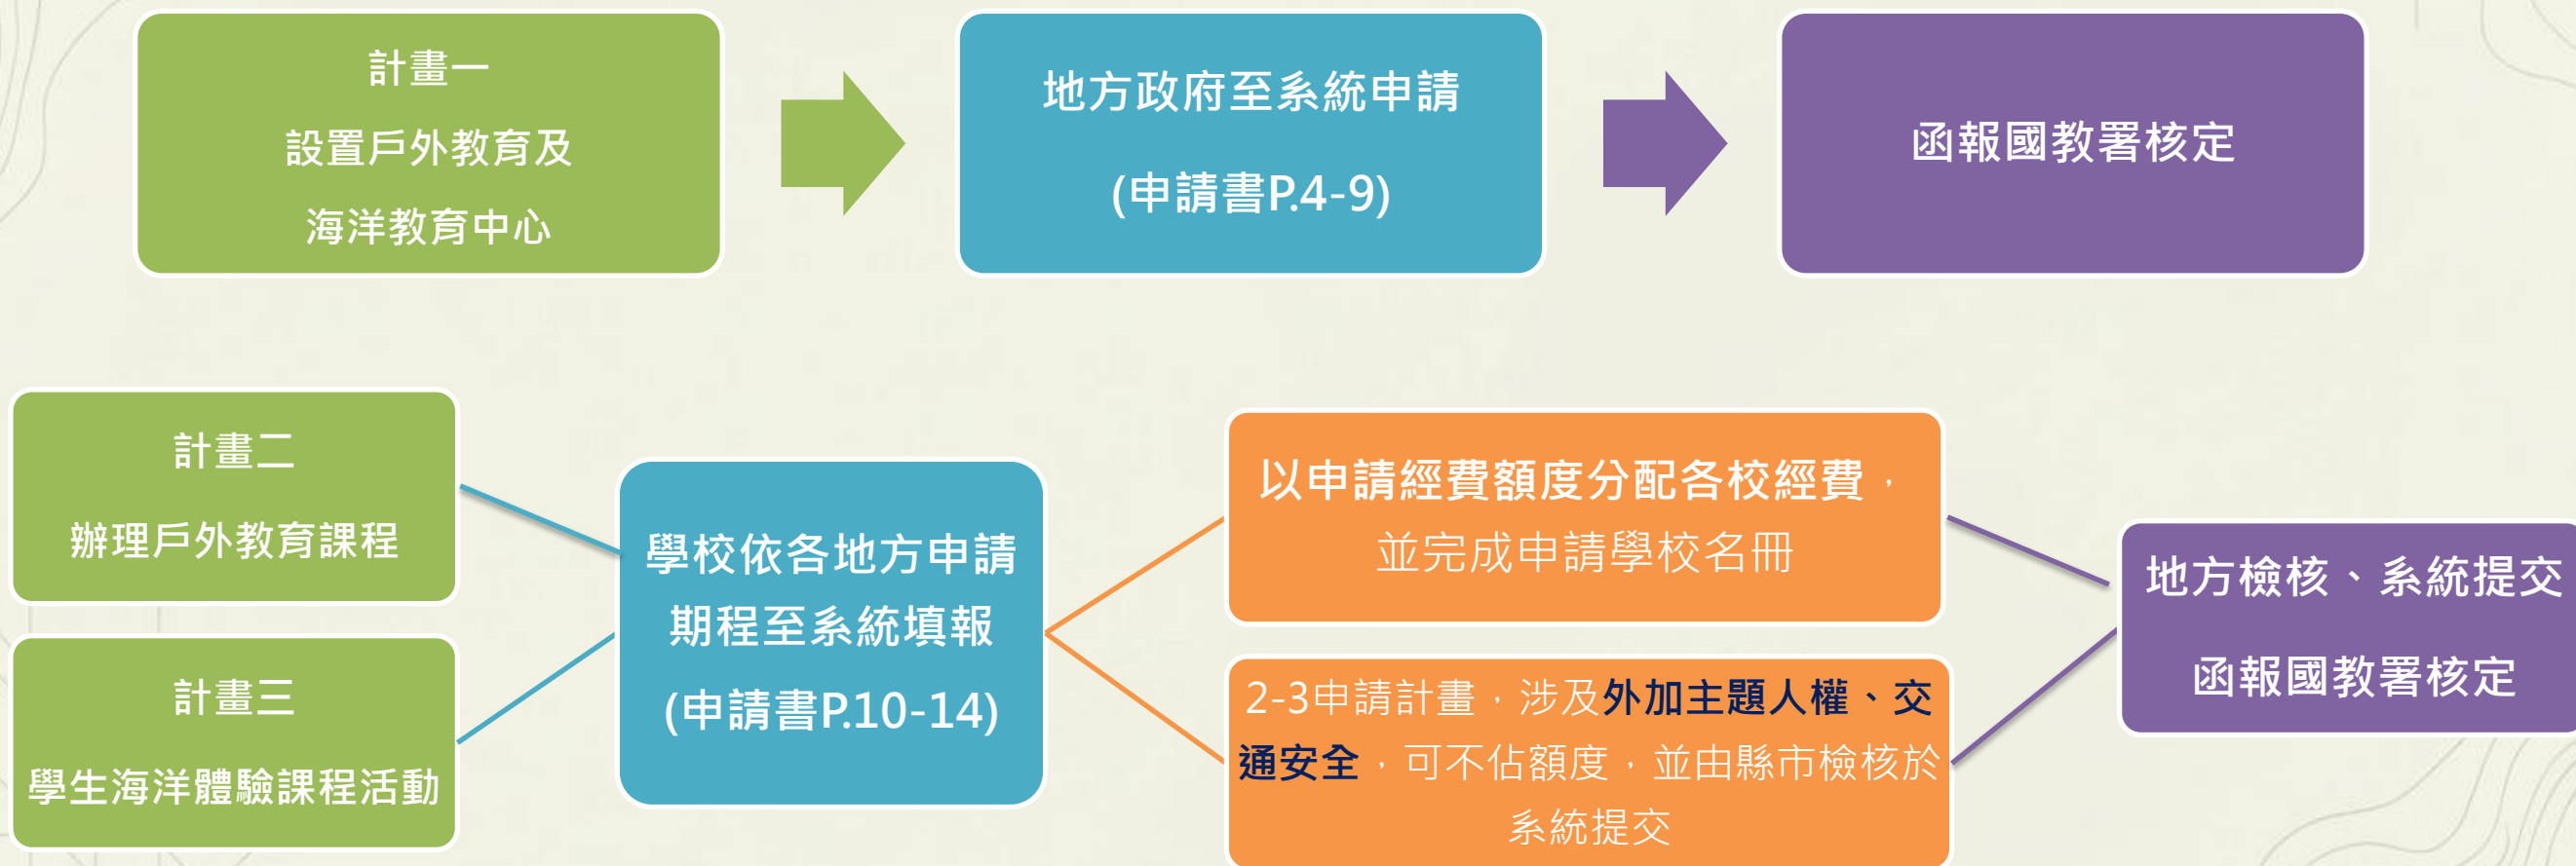 計畫一
設置戶外教育及
海洋教育中心
地方政府至系統申請
(申請書P.4-9)
函報國教署核定
計畫二
辦理戶外教育課程
計畫三
學生海洋體驗課程活動
學校依各地方申請
期程至系統填報
(申請書P.10-14)
以申請經費額度分配各校經費，
並完成申請學校名冊
2-3申請計畫，涉及外加主題人權、交
通安全，可不佔額度，並由縣市檢核於
系統提交
地方檢核、系統提交
函報國教署核定